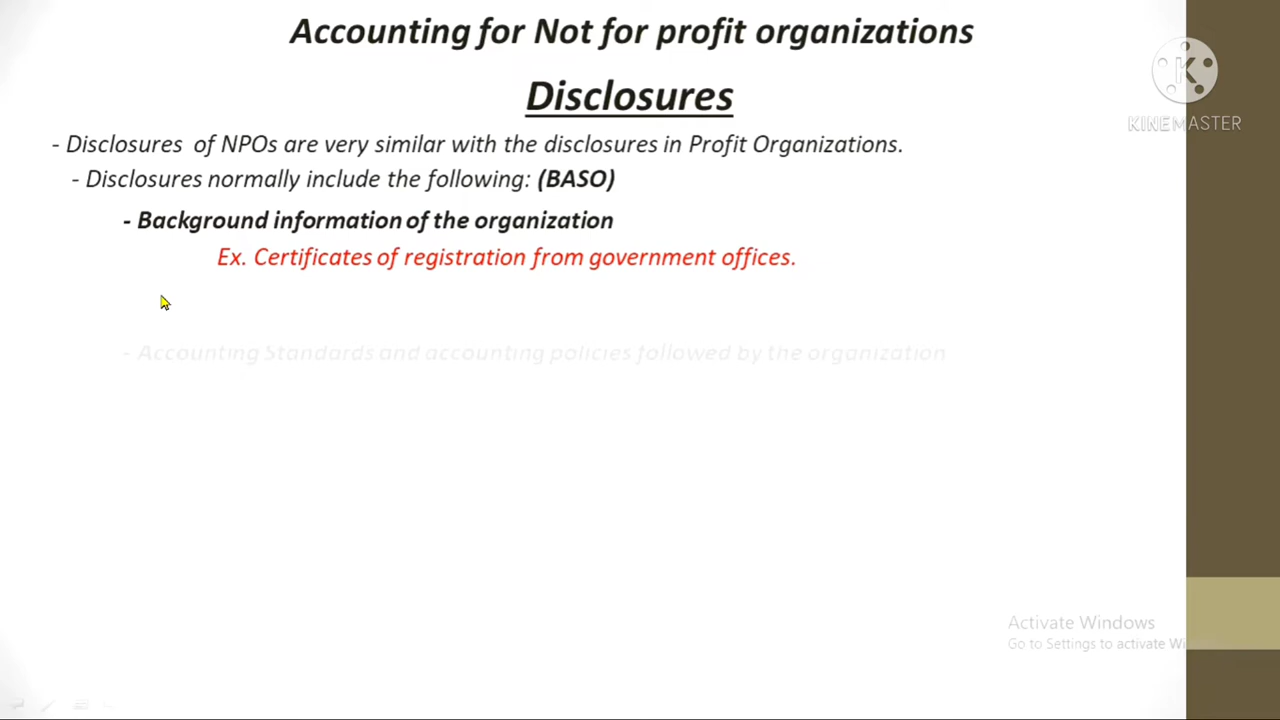 Accounting for Not for profit organizations
KINEMASTER
Disclosures
- Disclosures of NPOs are very similar with the disclosures in Profit Organizations.
- Disclosures normally include the following: (BASO)
- Background information of the organization
Ex. Certificates of registration from government offices.
- Accounting Standards and accounting policies followed by the organization
Activate Windows
Go to Settings to activate Wi